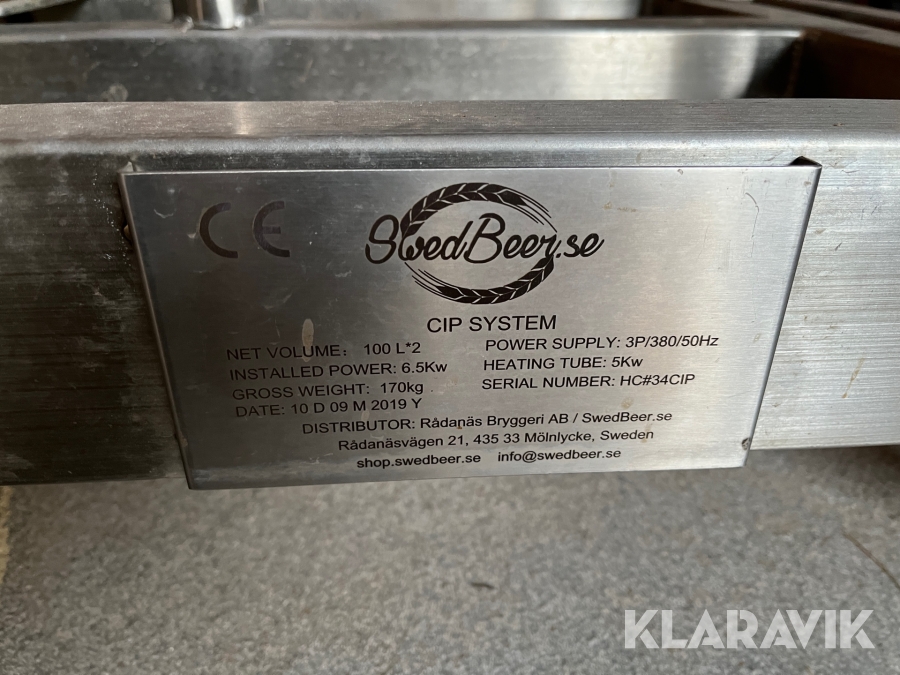 CE
SwedBeer.se
CIP SYSTEM
NET VOLUME: 100 L*2
POWER SUPPLY: 3P/380/50Hz
INSTALLED POWER: 6.5Kw
HEATING TUBE: 5Kw
GROSS WEIGHT: 170kg
SERIAL NUMBER: HC#34CIP
DATE: 10 D 09 M 2019 Y
DISTRIBUTOR: Rådanäs Bryggeri AB / SwedBeer.se
Rådanäsvägen 21, 435 33 Mölnlycke, Sweden
shop.swedbeer.se info@swedbeer.se
KLARAVIK